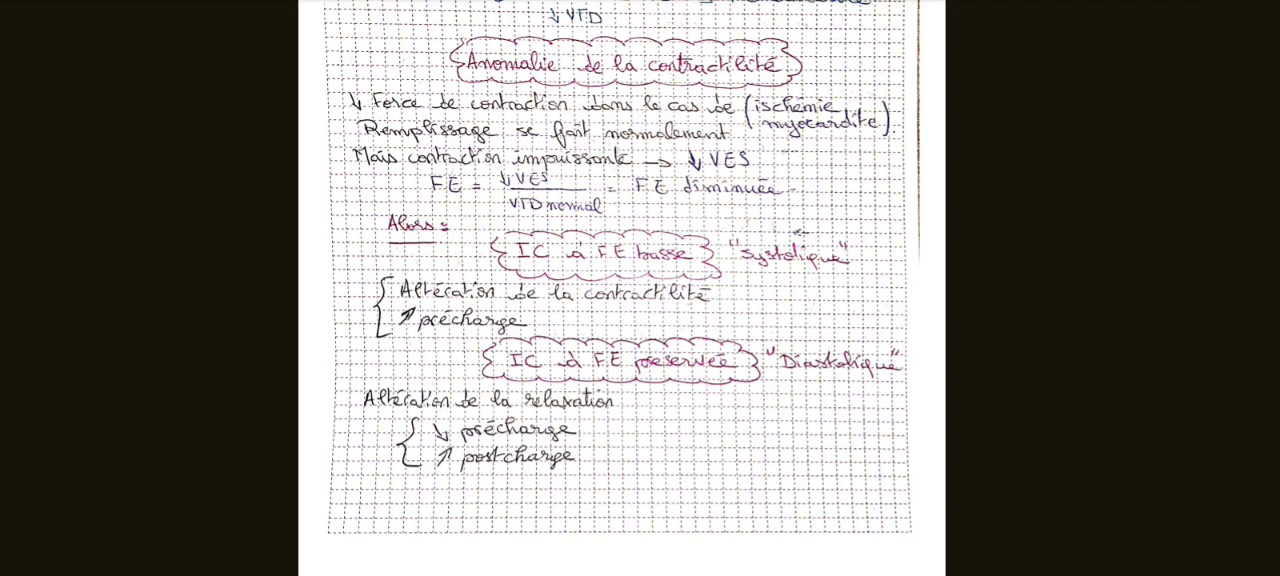 ↓ VTD
Anomalie de la contractilité
↓ Force de contraction dans le cas de (ischémie
myocardite).
Remplissage se fait normalement
Mais contraction impuissante → ↓ VES
FE = ↓ VES / VTD normal = FE diminuée
Alors :
IC à FE basse "Systolique"
Altération de la contractilité
↗ précharge
IC à FE preservée "Diastolique"
Altération de la relaxation
↘ précharge
↗ postcharge